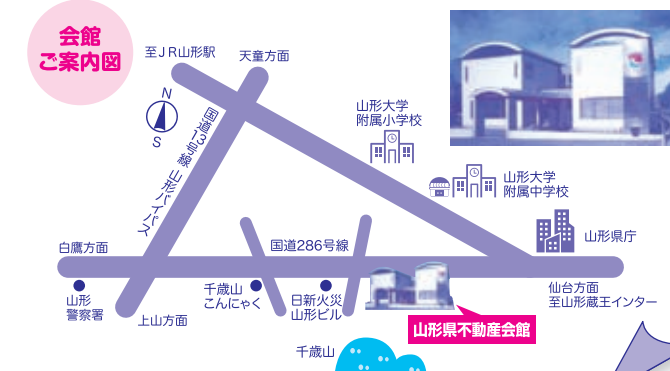 会館
ご案内図
至JR山形駅
天童方面
N
S
国道13号線 山形バイパス
山形大学
附属小学校
山形大学
附属中学校
山形県庁
白鷹方面
国道286号線
山形
警察署
上山方面
千歳山
こんにゃく
日新火災
山形ビル
仙台方面
至山形蔵王インター
山形県不動産会館
千歳山